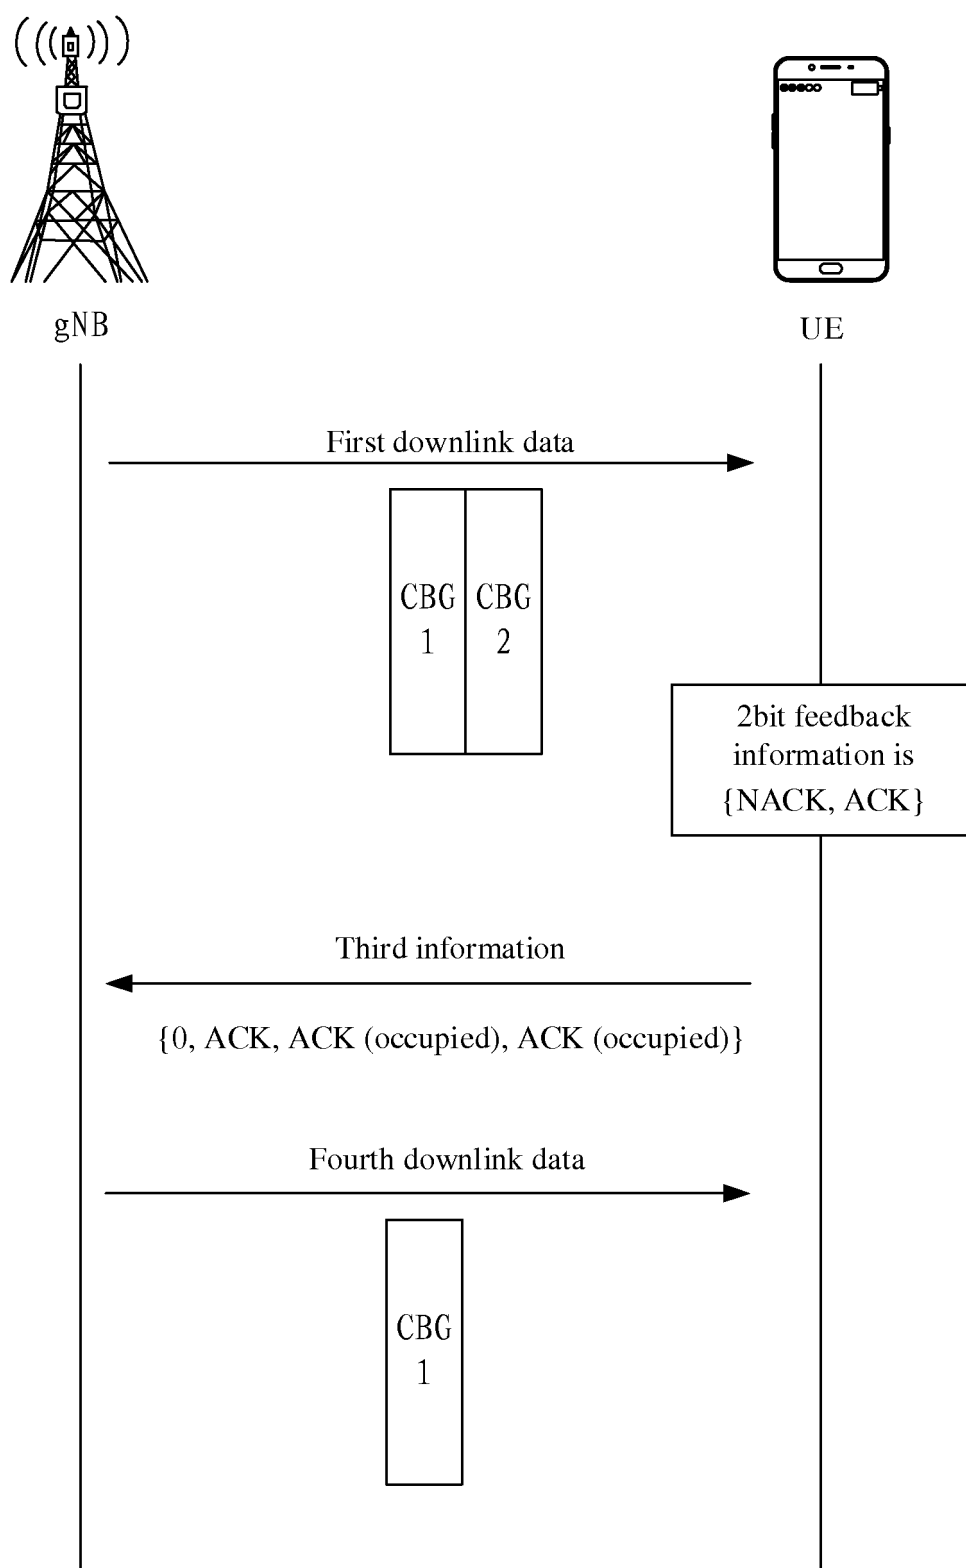 gNB
UE
First downlink data
CBG
1
CBG
2
2bit feedback
information is
{NACK, ACK}
Third information
{0, ACK, ACK (occupied), ACK (occupied)}
Fourth downlink data
CBG
1